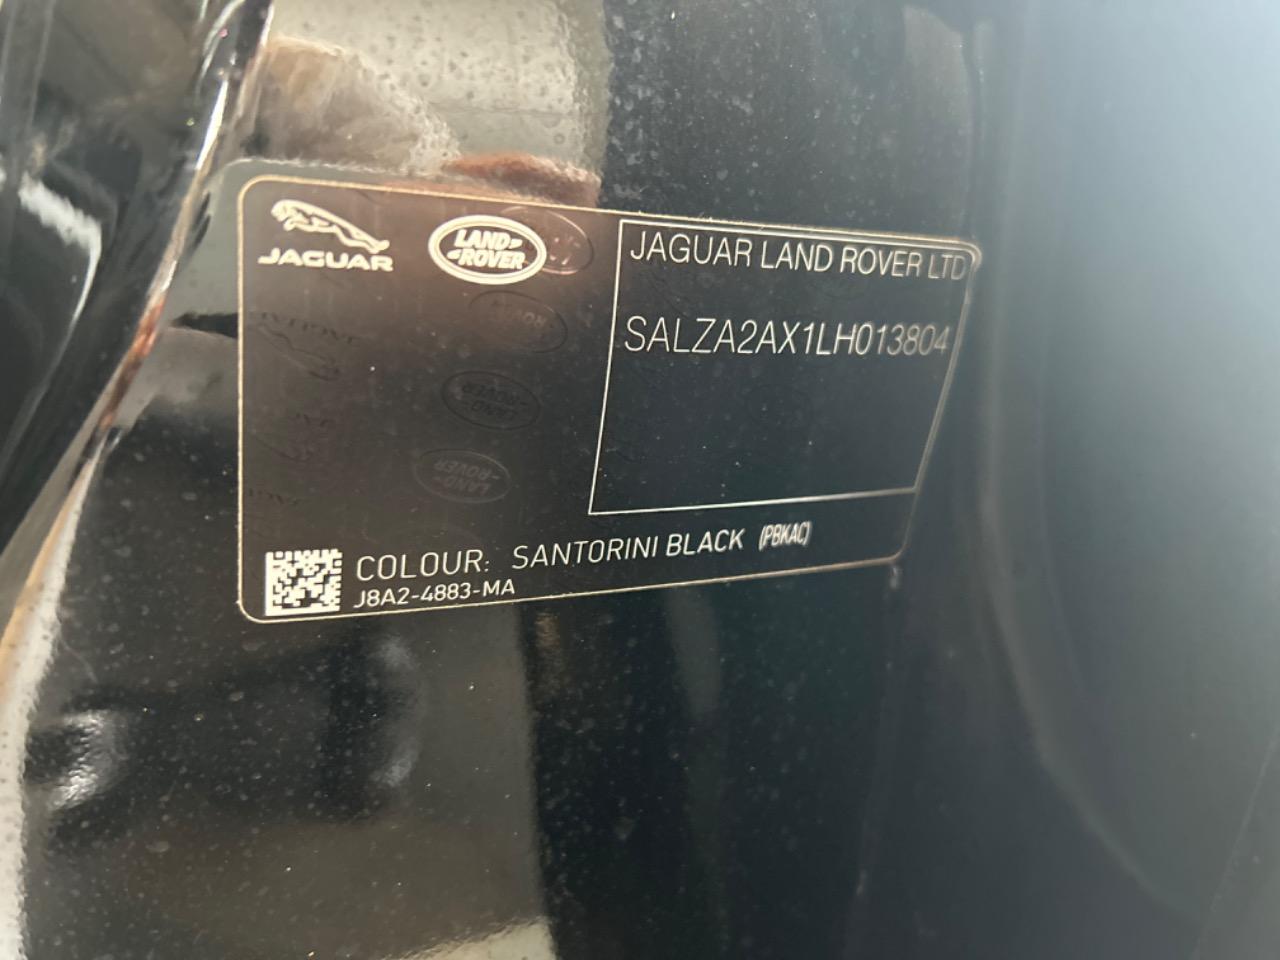 JAGUAR
LAND-
-ROVER
JAGUAR LAND ROVER LTD
SALZA2AX1LH013804
COLOUR: SANTORINI BLACK (PBKAC)
J8A2-4883-MA